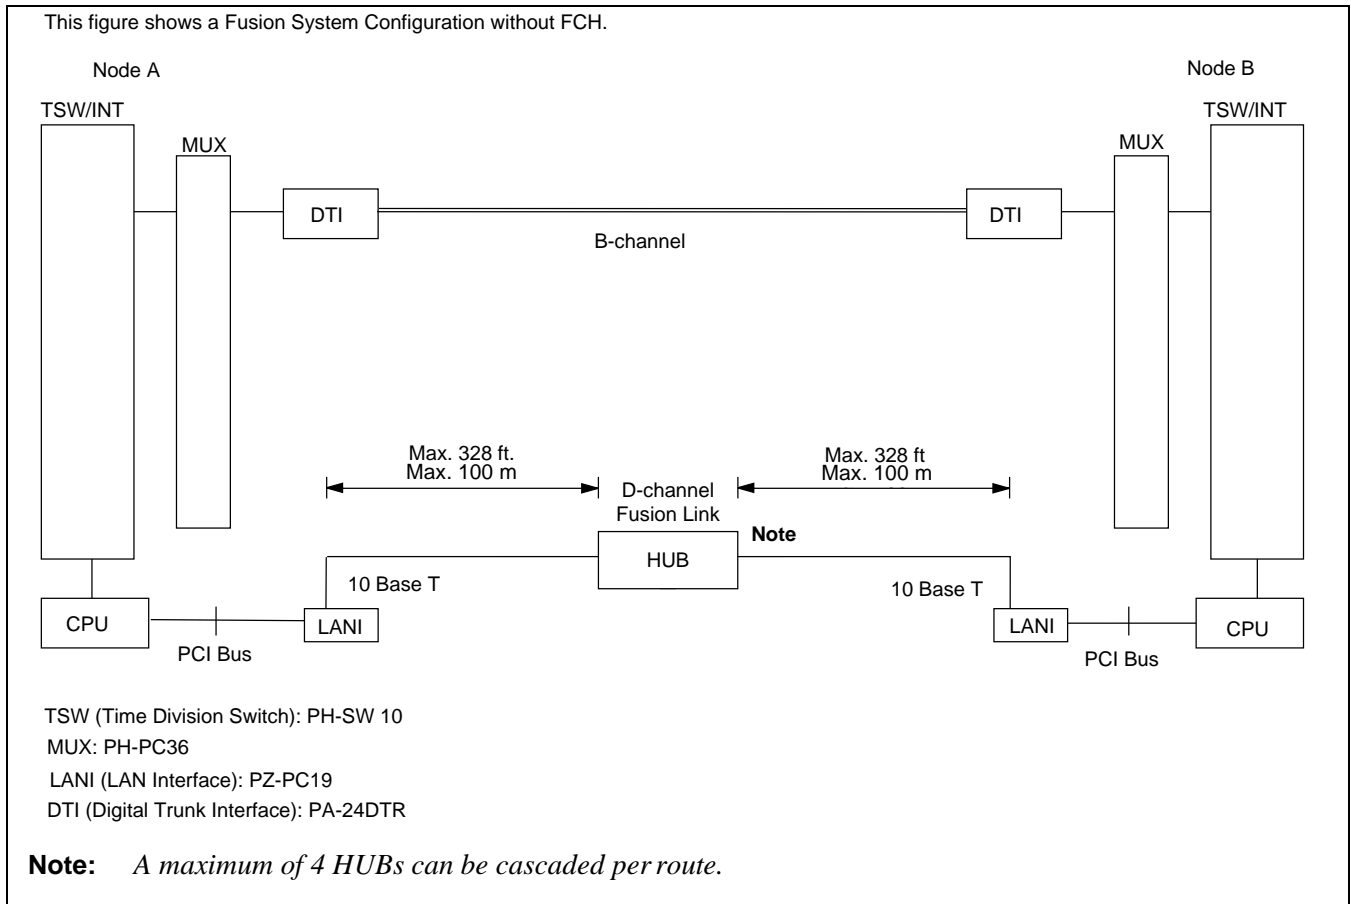 This figure shows a Fusion System Configuration without FCH.
Node A
Node B
TSW/INT
TSW/INT
MUX
MUX
DTI
DTI
B-channel
Max. 328 ft.
Max. 100 m
Max. 328 ft
Max. 100 m
D-channel
Fusion Link
Note
HUB
10 Base T
10 Base T
CPU
LANI
LANI
CPU
PCI Bus
PCI Bus
TSW (Time Division Switch): PH-SW 10
MUX: PH-PC36
LANI (LAN Interface): PZ-PC19
DTI (Digital Trunk Interface): PA-24DTR
Note: A maximum of 4 HUBs can be cascaded per route.